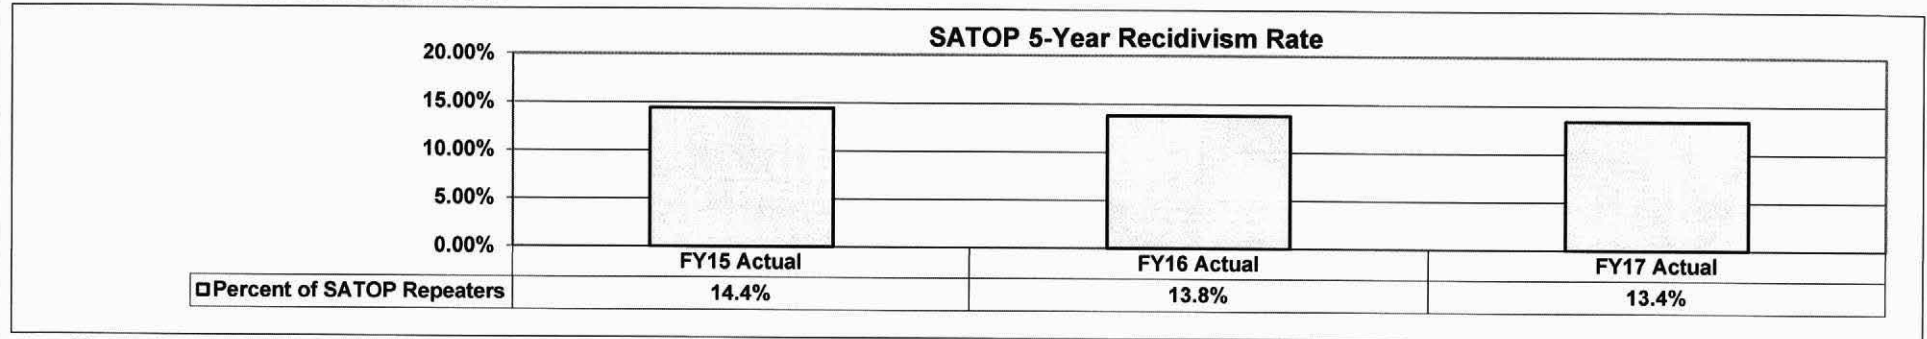 SATOP 5-Year Recidivism Rate
20.00%
15.00%
10.00%
5.00%
0.00%
FY15 Actual FY16 Actual FY17 Actual
Percent of SATOP Repeaters 14.4% 13.8% 13.4%